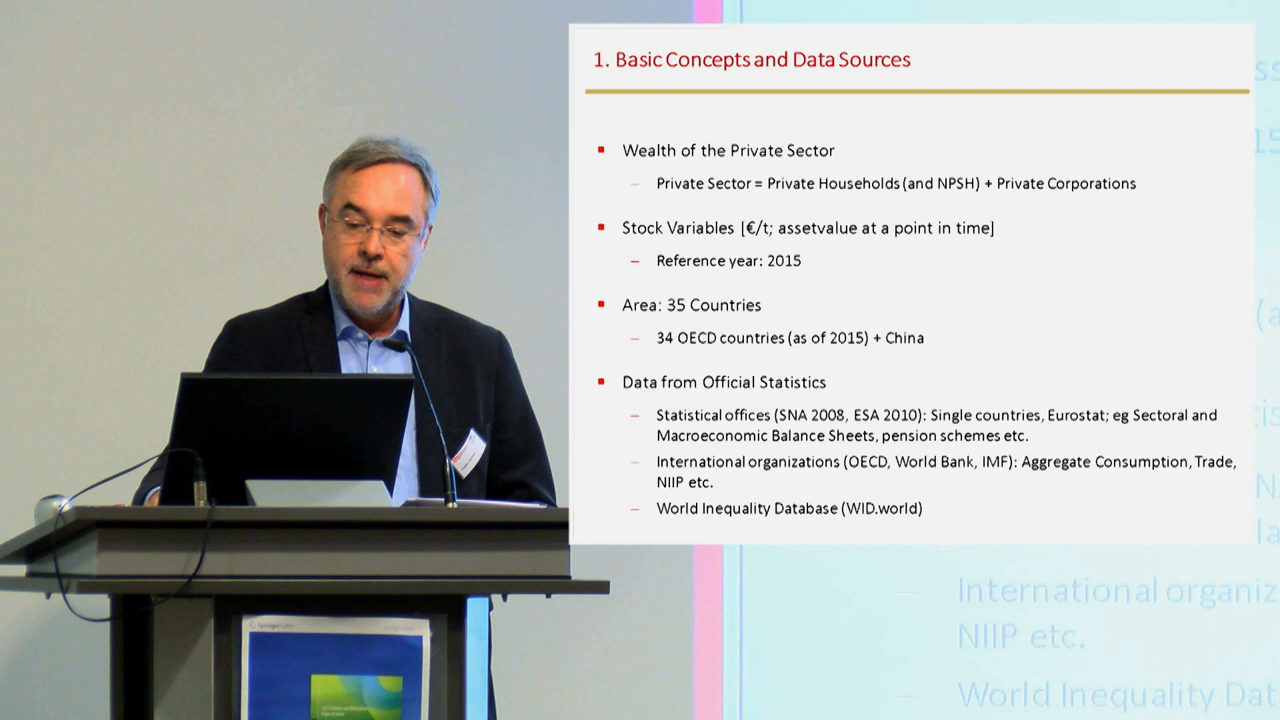 1. Basic Concepts and Data Sources
▪ Wealth of the Private Sector
– Private Sector = Private Households (and NPSH) + Private Corporations
▪ Stock Variables [€/t; assetvalue at a point in time]
– Reference year: 2015
▪ Area: 35 Countries
– 34 OECD countries (as of 2015) + China
▪ Data from Official Statistics
– Statistical offices (SNA 2008, ESA 2010): Single countries, Eurostat; eg Sectoral and
Macroeconomic Balance Sheets, pension schemes etc.
– International organizations (OECD, World Bank, IMF): Aggregate Consumption, Trade,
NIIP etc.
– World Inequality Database (WID.world)
– International organiz
NIIP etc.
– World Inequality Dat
Springer